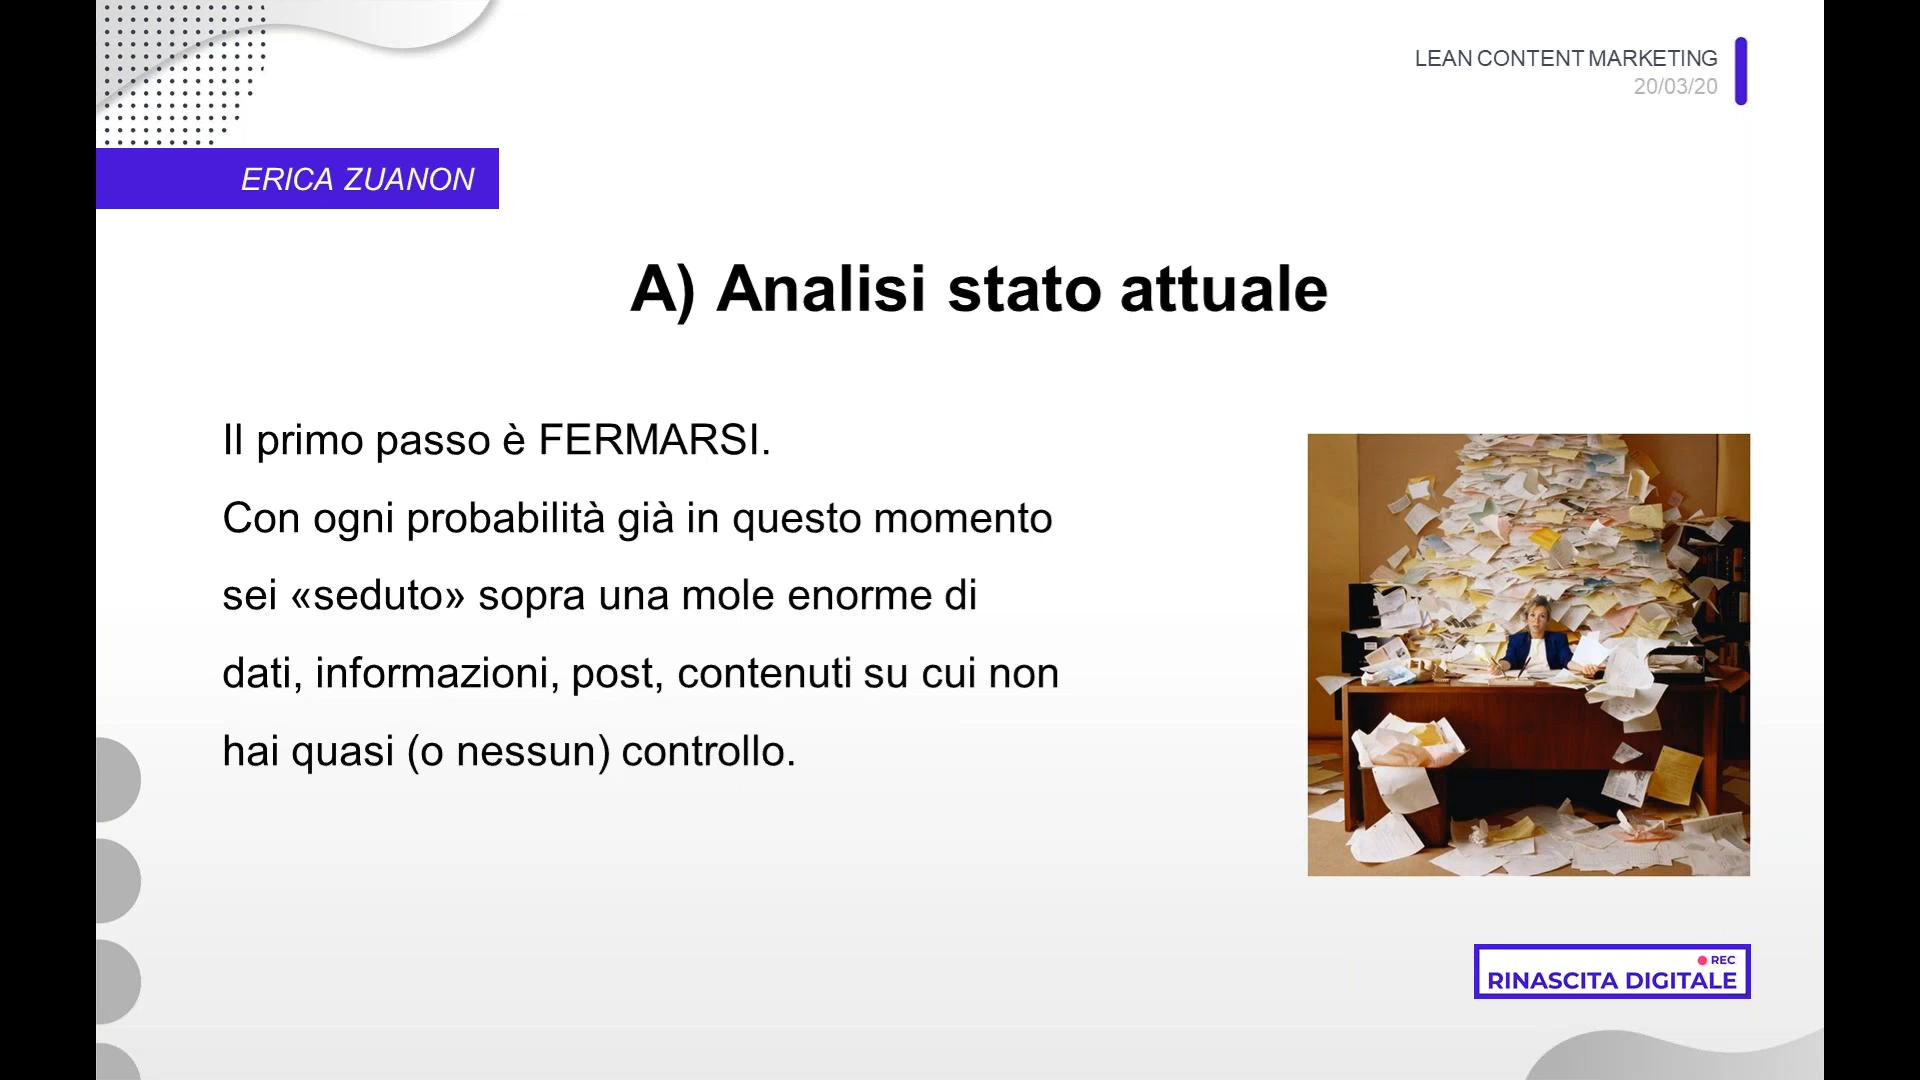 LEAN CONTENT MARKETING
20/03/20
ERICA ZUANON
A) Analisi stato attuale
Il primo passo è FERMARSI.
Con ogni probabilità già in questo momento
sei «seduto» sopra una mole enorme di
dati, informazioni, post, contenuti su cui non
hai quasi (o nessun) controllo.
REC
RINASCITA DIGITALE